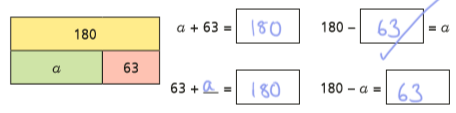 180
a 63
a + 63 = 180 180 – 63 = a
63 + a = 180 180 – a = 63